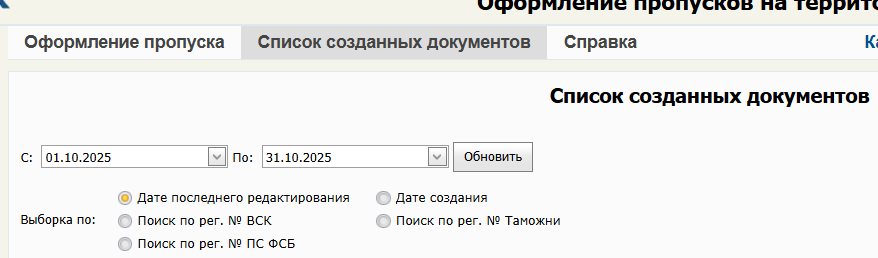 Оформление пропусков на
Оформление пропуска Список созданных документов Справка
Список созданных документов
С: 01.10.2025 По: 31.10.2025 Обновить
Дате последнего редактирования Дате создания
Выборка по: Поиск по рег. № ВСК Поиск по рег. № Таможни
Поиск по рег. № ПС ФСБ